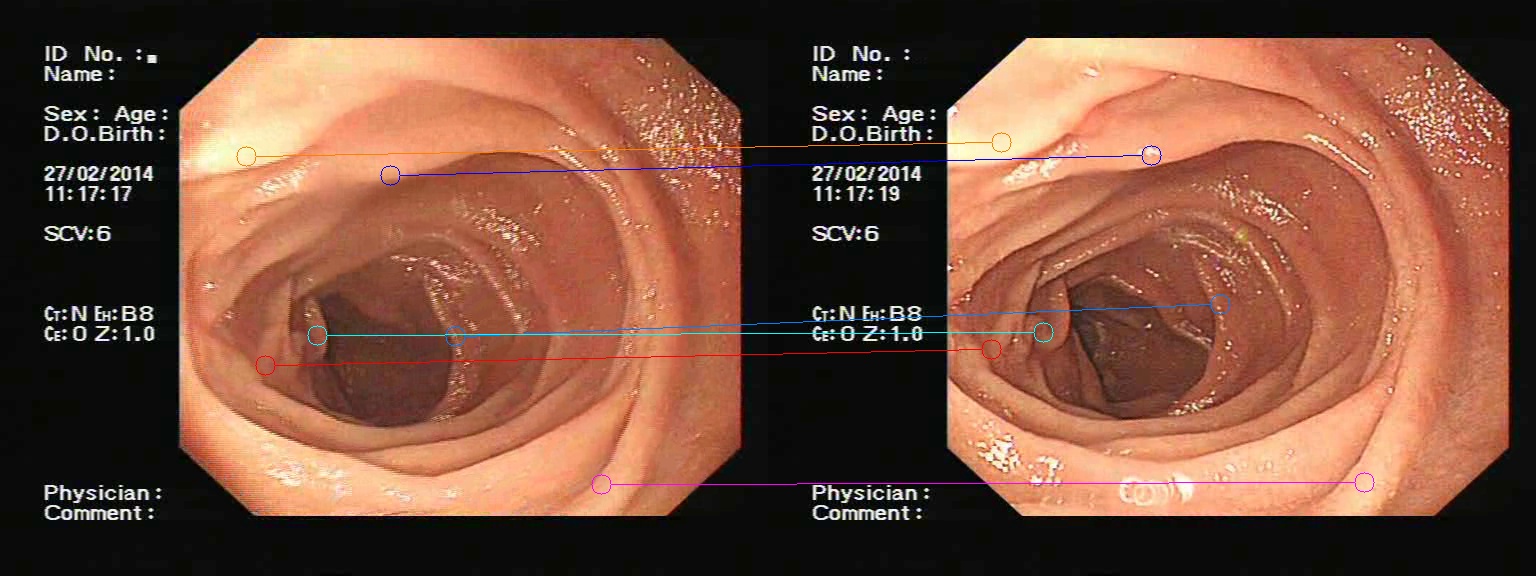 ID No. :
Name:
Sex: Age:
D.O.Birth:
27/02/2014
11:17:17
SCV:6
CT:N EH:B8
CE:0 Z:1.0
Physician:
Comment:
ID No. :
Name:
Sex: Age:
D.O.Birth:
27/02/2014
11:17:19
SCV:6
CT:N EH:B8
CE:0 Z:1.0
Physician:
Comment: